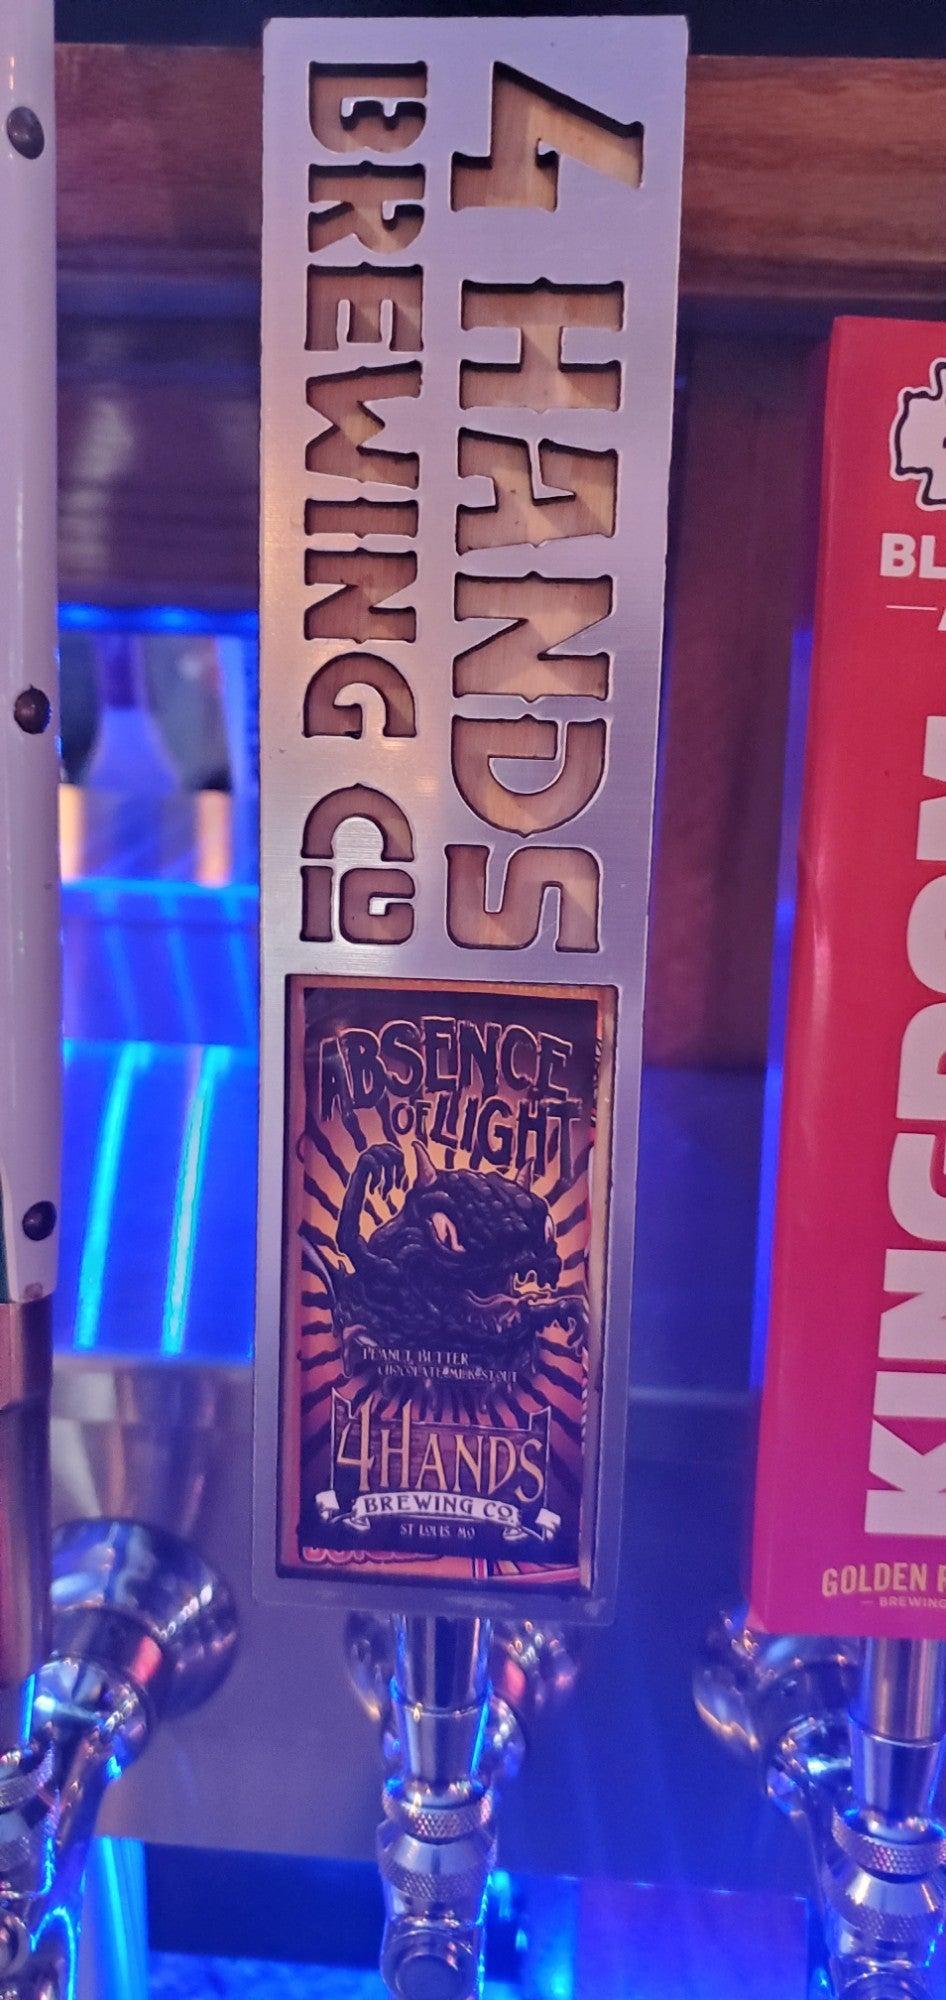 4 HANDS
BREWING CO
ABSENCE
OF LIGHT
PEANUT BUTTER
CHOCOLATE MILK STOUT
4HANDS
BREWING CO.
ST LOUIS, MO
BL
GOLDEN
BREWING